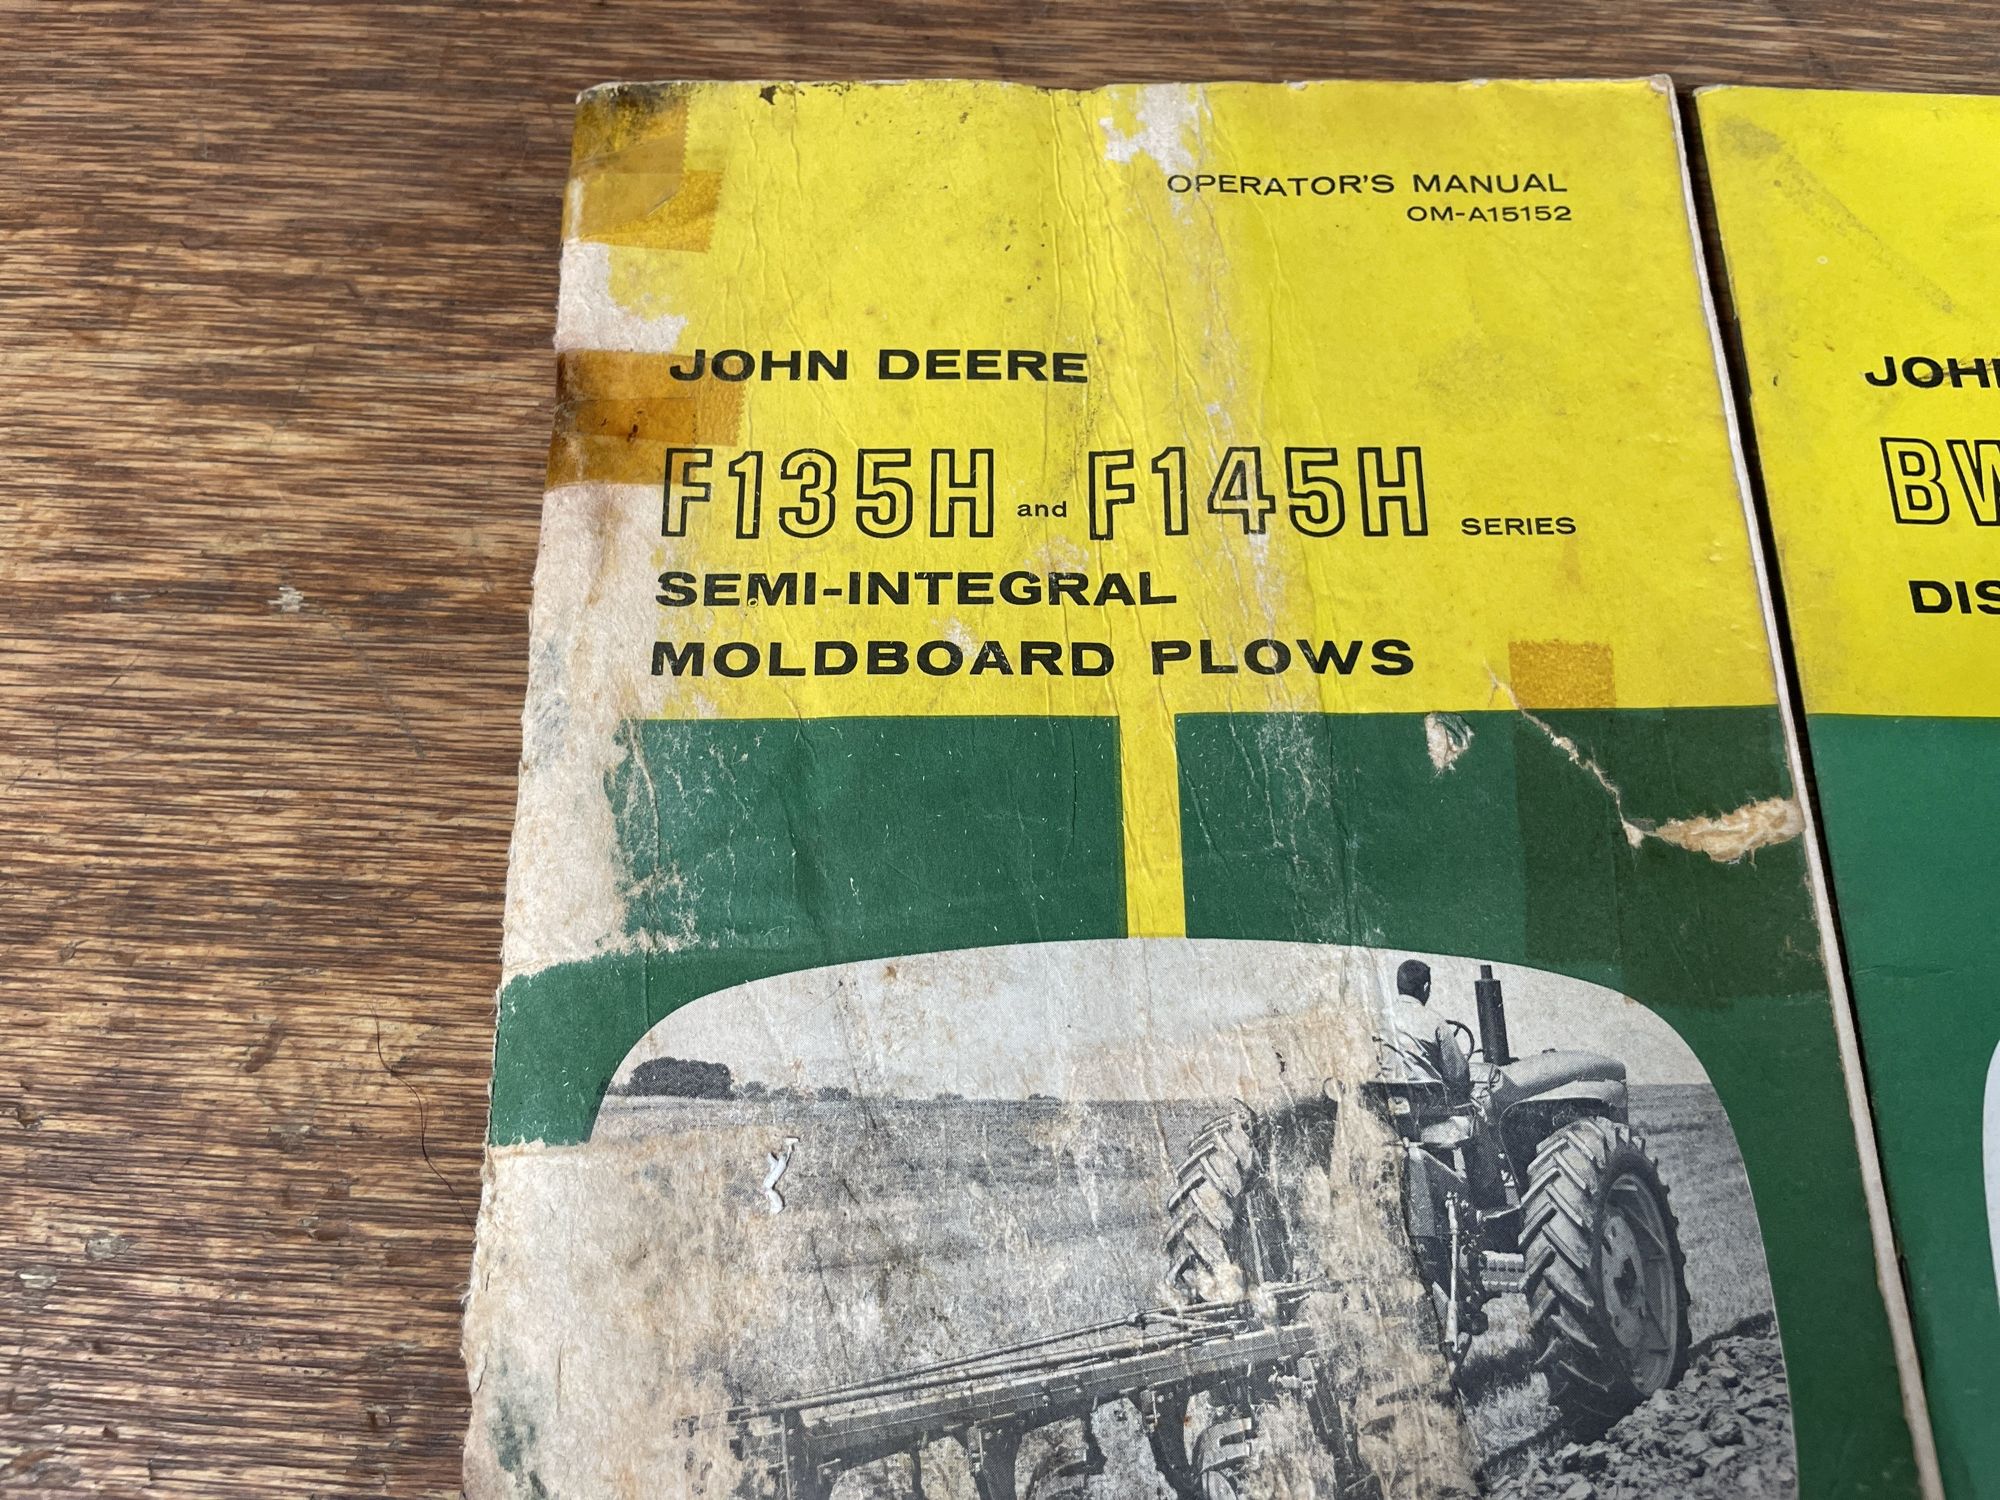 OPERATOR'S MANUAL
OM-A15152
JOHN DEERE
F135H and F145H SERIES
SEMI-INTEGRAL
MOLDBOARD PLOWS